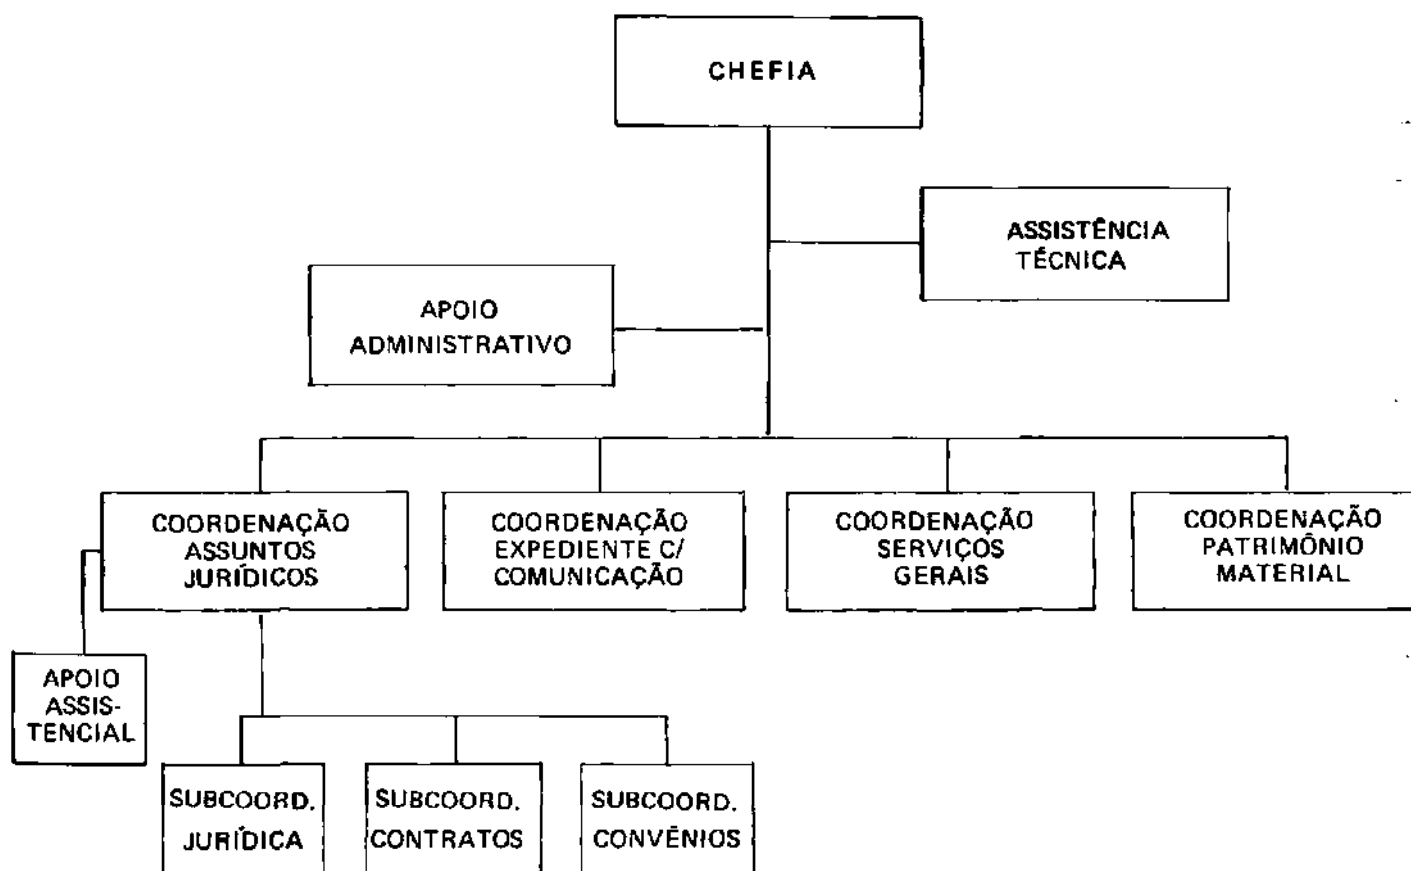 CHEFIA
ASSISTÊNCIA
TÉCNICA
APOIO
ADMINISTRATIVO
COORDENAÇÃO
ASSUNTOS
JURÍDICOS
COORDENAÇÃO
EXPEDIENTE C/
COMUNICAÇÃO
COORDENAÇÃO
SERVIÇOS
GERAIS
COORDENAÇÃO
PATRIMÔNIO
MATERIAL
APOIO
ASSIS-
TENCIAL
SUBCOORD.
JURÍDICA
SUBCOORD.
CONTRATOS
SUBCOORD.
CONVÊNIOS